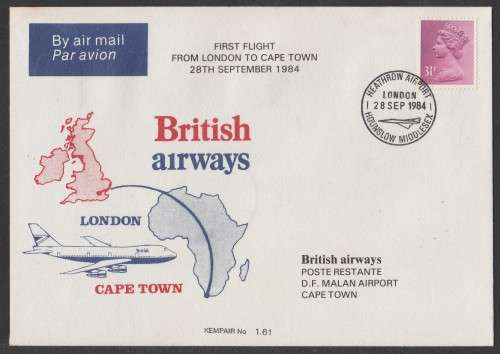 By air mail
Par avion
FIRST FLIGHT
FROM LONDON TO CAPE TOWN
28TH SEPTEMBER 1984
HEATHROW AIRPORT
LONDON
28 SEP 1984
HOUNSLOW MIDDLESEX
British
airways
LONDON
CAPE TOWN
British airways
POSTE RESTANTE
D.F. MALAN AIRPORT
CAPE TOWN
KEMPAIR No 1.61